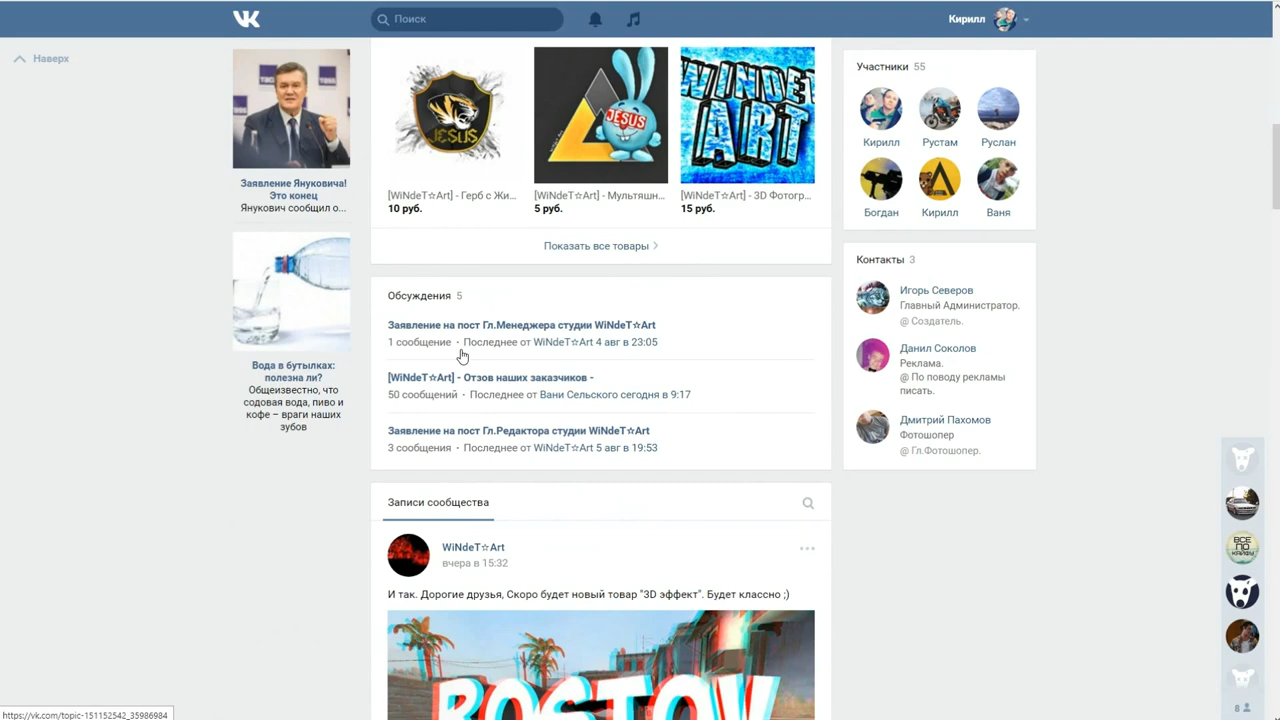 Поиск
Кирилл
Наверх
Заявление Януковича!
Это конец
Янукович сообщил о...
Вода в бутылках:
полезна ли?
Общеизвестно, что
содовая вода, пиво и
кофе – враги наших
зубов
JESUS
JESUS
WINDET
ART
[WiNdeT☆Art] - Герб с Жи...
10 руб.
[WiNdeT☆Art] - Мультяшн...
5 руб.
[WiNdeT☆Art] - 3D Фотогр...
15 руб.
Показать все товары
Обсуждения 5
Заявление на пост Гл.Менеджера студии WiNdeT☆Art
1 сообщение · Последнее от WiNdeT☆Art 4 авг в 23:05
[WiNdeT☆Art] - Отзов наших заказчиков -
50 сообщений · Последнее от Вани Сельского сегодня в 9:17
Заявление на пост Гл.Редактора студии WiNdeT☆Art
3 сообщения · Последнее от WiNdeT☆Art 5 авг в 19:53
Записи сообщества
WiNdeT☆Art
вчера в 15:32
И так. Дорогие друзья, Скоро будет новый товар "3D эффект". Будет классно ;)
ROSTOV
Участники 55
Кирилл
Рустам
Руслан
Богдан
Кирилл
Ваня
Контакты 3
Игорь Северов
Главный Администратор.
@ Создатель.
Данил Соколов
Реклама.
@ По поводу рекламы
писать.
Дмитрий Пахомов
Фотошопер
@ Гл.Фотошопер.
ВСЕ
ПО
КАЙФУ
8
https://vk.com/topic-151152542_35986984